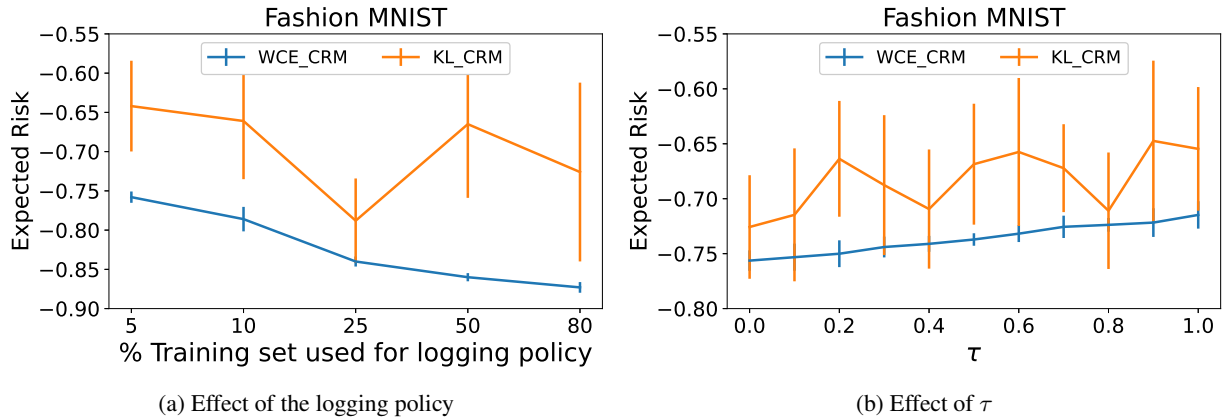 Fashion MNIST
WCE_CRM KL_CRM
Expected Risk
−0.55
−0.60
−0.65
−0.70
−0.75
−0.80
−0.85
−0.90
5 10 25 50 80
% Training set used for logging policy
(a) Effect of the logging policy
Fashion MNIST
WCE_CRM KL_CRM
Expected Risk
−0.55
−0.60
−0.65
−0.70
−0.75
−0.80
0.0 0.2 0.4 0.6 0.8 1.0
τ
(b) Effect of τ